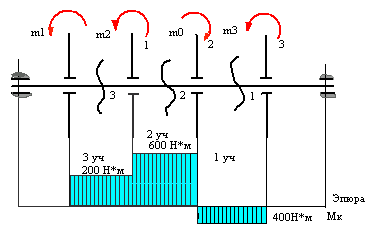 m1 m2 m0 m3
1 2 3
3 2 1
2 уч
600 Н*м
3 уч
200 Н*м
1 уч
Эпюра
400Н*м Мк